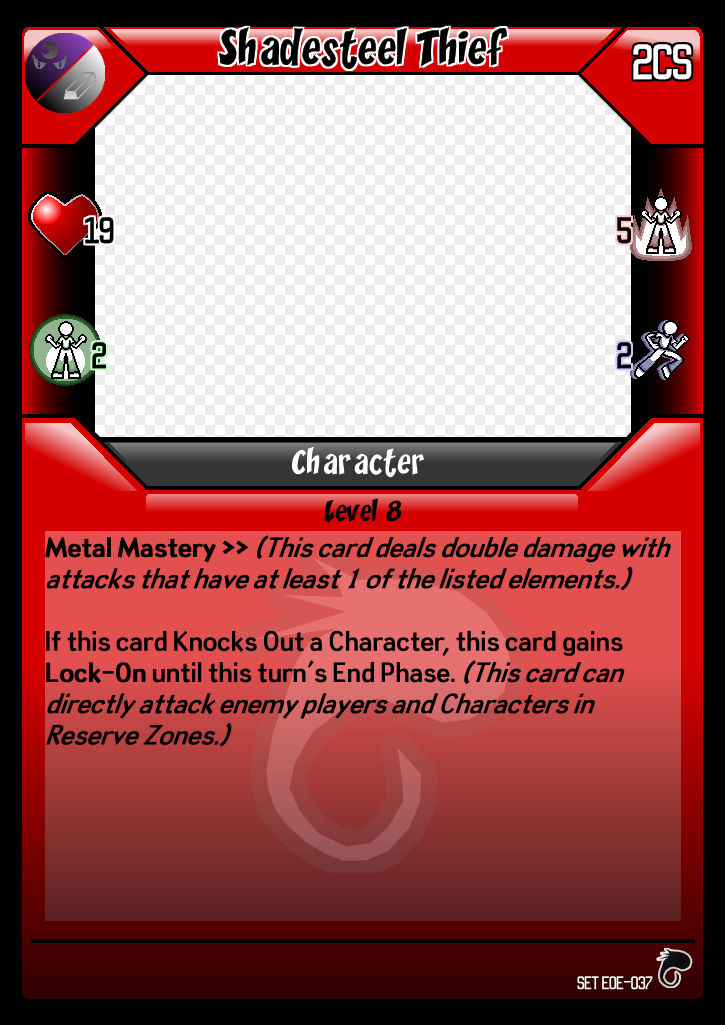 Shadesteel Thief
2CS
19
5
2
2
Character
Level 8
Metal Mastery >> (This card deals double damage with
attacks that have at least 1 of the listed elements.)
If this card Knocks Out a Character, this card gains
Lock-On until this turn's End Phase. (This card can
directly attack enemy players and Characters in
Reserve Zones.)
SET EOE-037